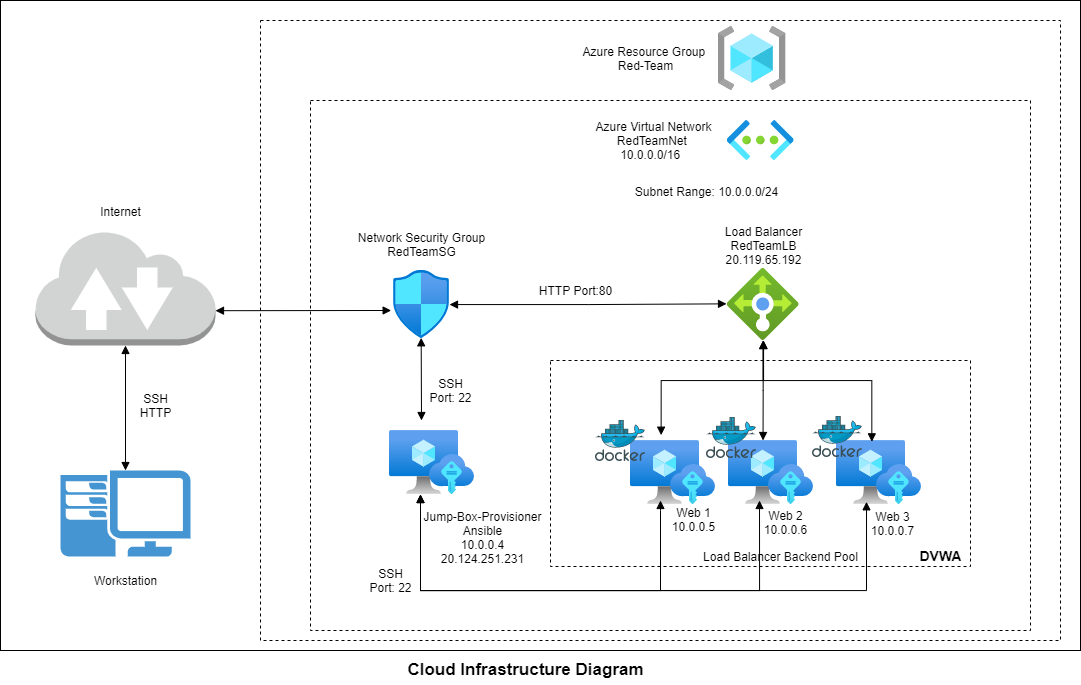 Azure Resource Group
Red-Team
Azure Virtual Network
RedTeamNet
10.0.0.0/16
Subnet Range: 10.0.0.0/24
Internet
Network Security Group
RedTeamSG
Load Balancer
RedTeamLB
20.119.65.192
HTTP Port:80
SSH
HTTP
SSH
Port: 22
docker
docker
docker
Jump-Box-Provisioner
Ansible
10.0.0.4
20.124.251.231
Web 1
10.0.0.5
Web 2
10.0.0.6
Web 3
10.0.0.7
Load Balancer Backend Pool
DVWA
SSH
Port: 22
Workstation
Cloud Infrastructure Diagram